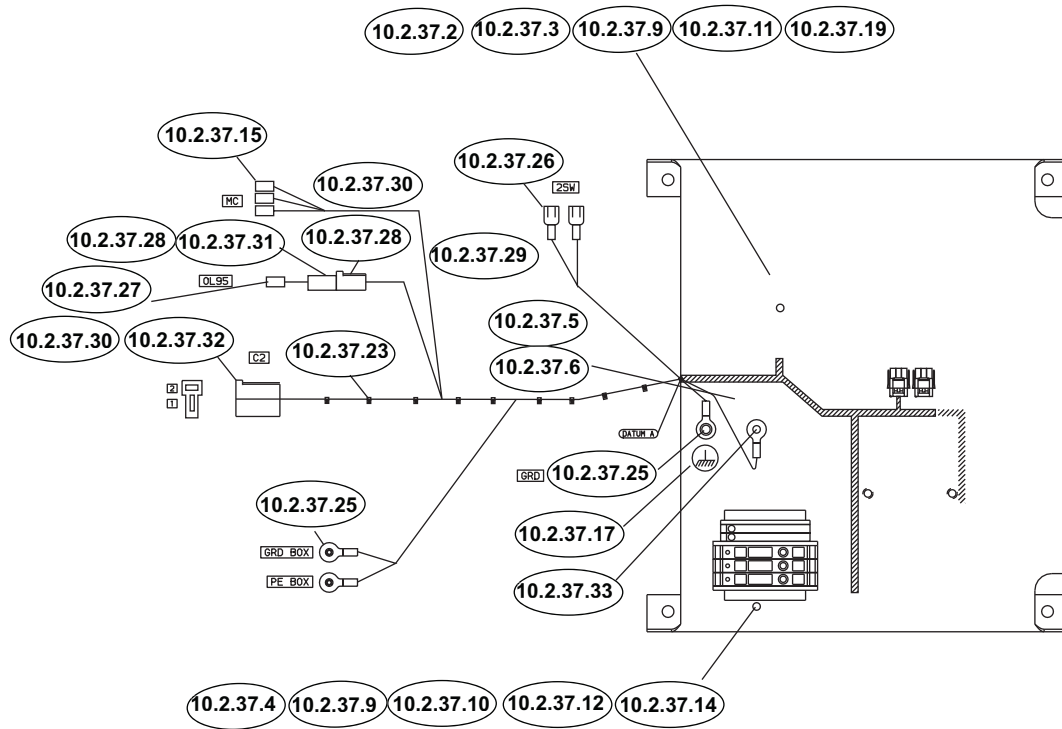 10.2.37.2 10.2.37.3 10.2.37.9 10.2.37.11 10.2.37.19
10.2.37.15
10.2.37.26
10.2.37.30
2SW
MC
10.2.37.28 10.2.37.31 10.2.37.28
10.2.37.29
OL95
10.2.37.27
10.2.37.5
10.2.37.30 10.2.37.32
10.2.37.23
C2
10.2.37.6
2
1
DATUM A
GRD 10.2.37.25
10.2.37.25
10.2.37.17
GRD BOX
PE BOX
10.2.37.33
10.2.37.4 10.2.37.9 10.2.37.10 10.2.37.12 10.2.37.14